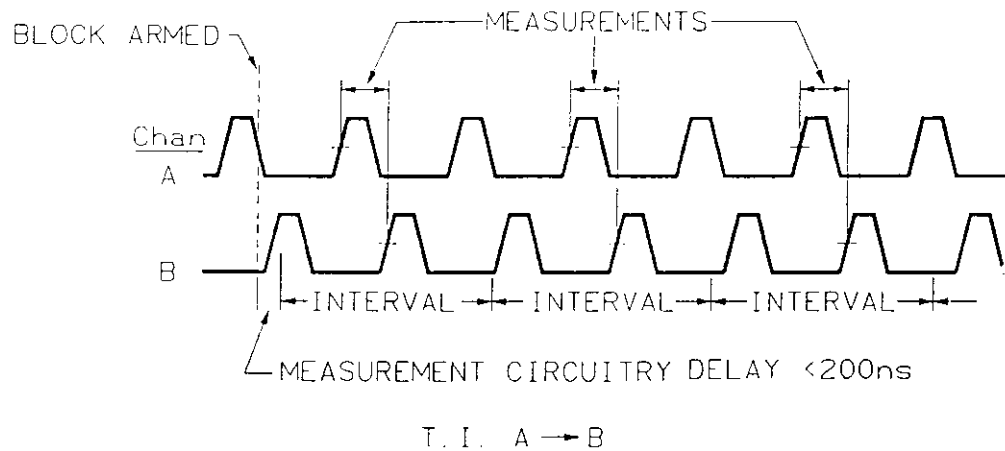 MEASUREMENTS
BLOCK ARMED
Chan
A
B
INTERVAL INTERVAL INTERVAL
MEASUREMENT CIRCUITRY DELAY <200ns
T. I. A → B